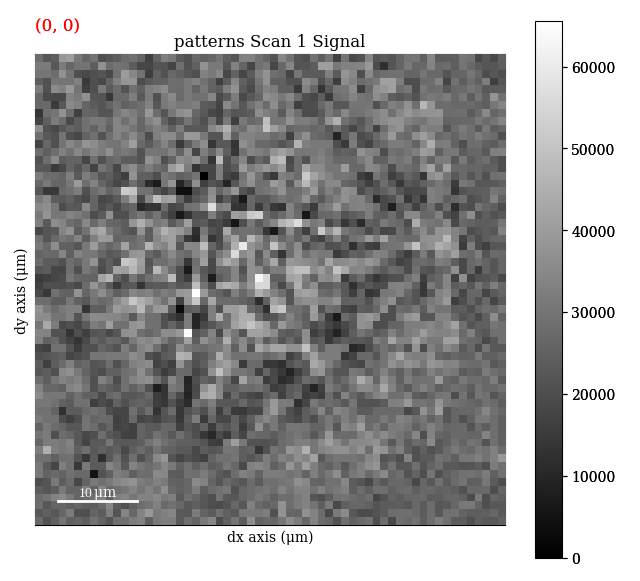 (0, 0)
patterns Scan 1 Signal
60000
50000
40000
30000
20000
10000
0
dy axis (µm)
10 µm
dx axis (µm)